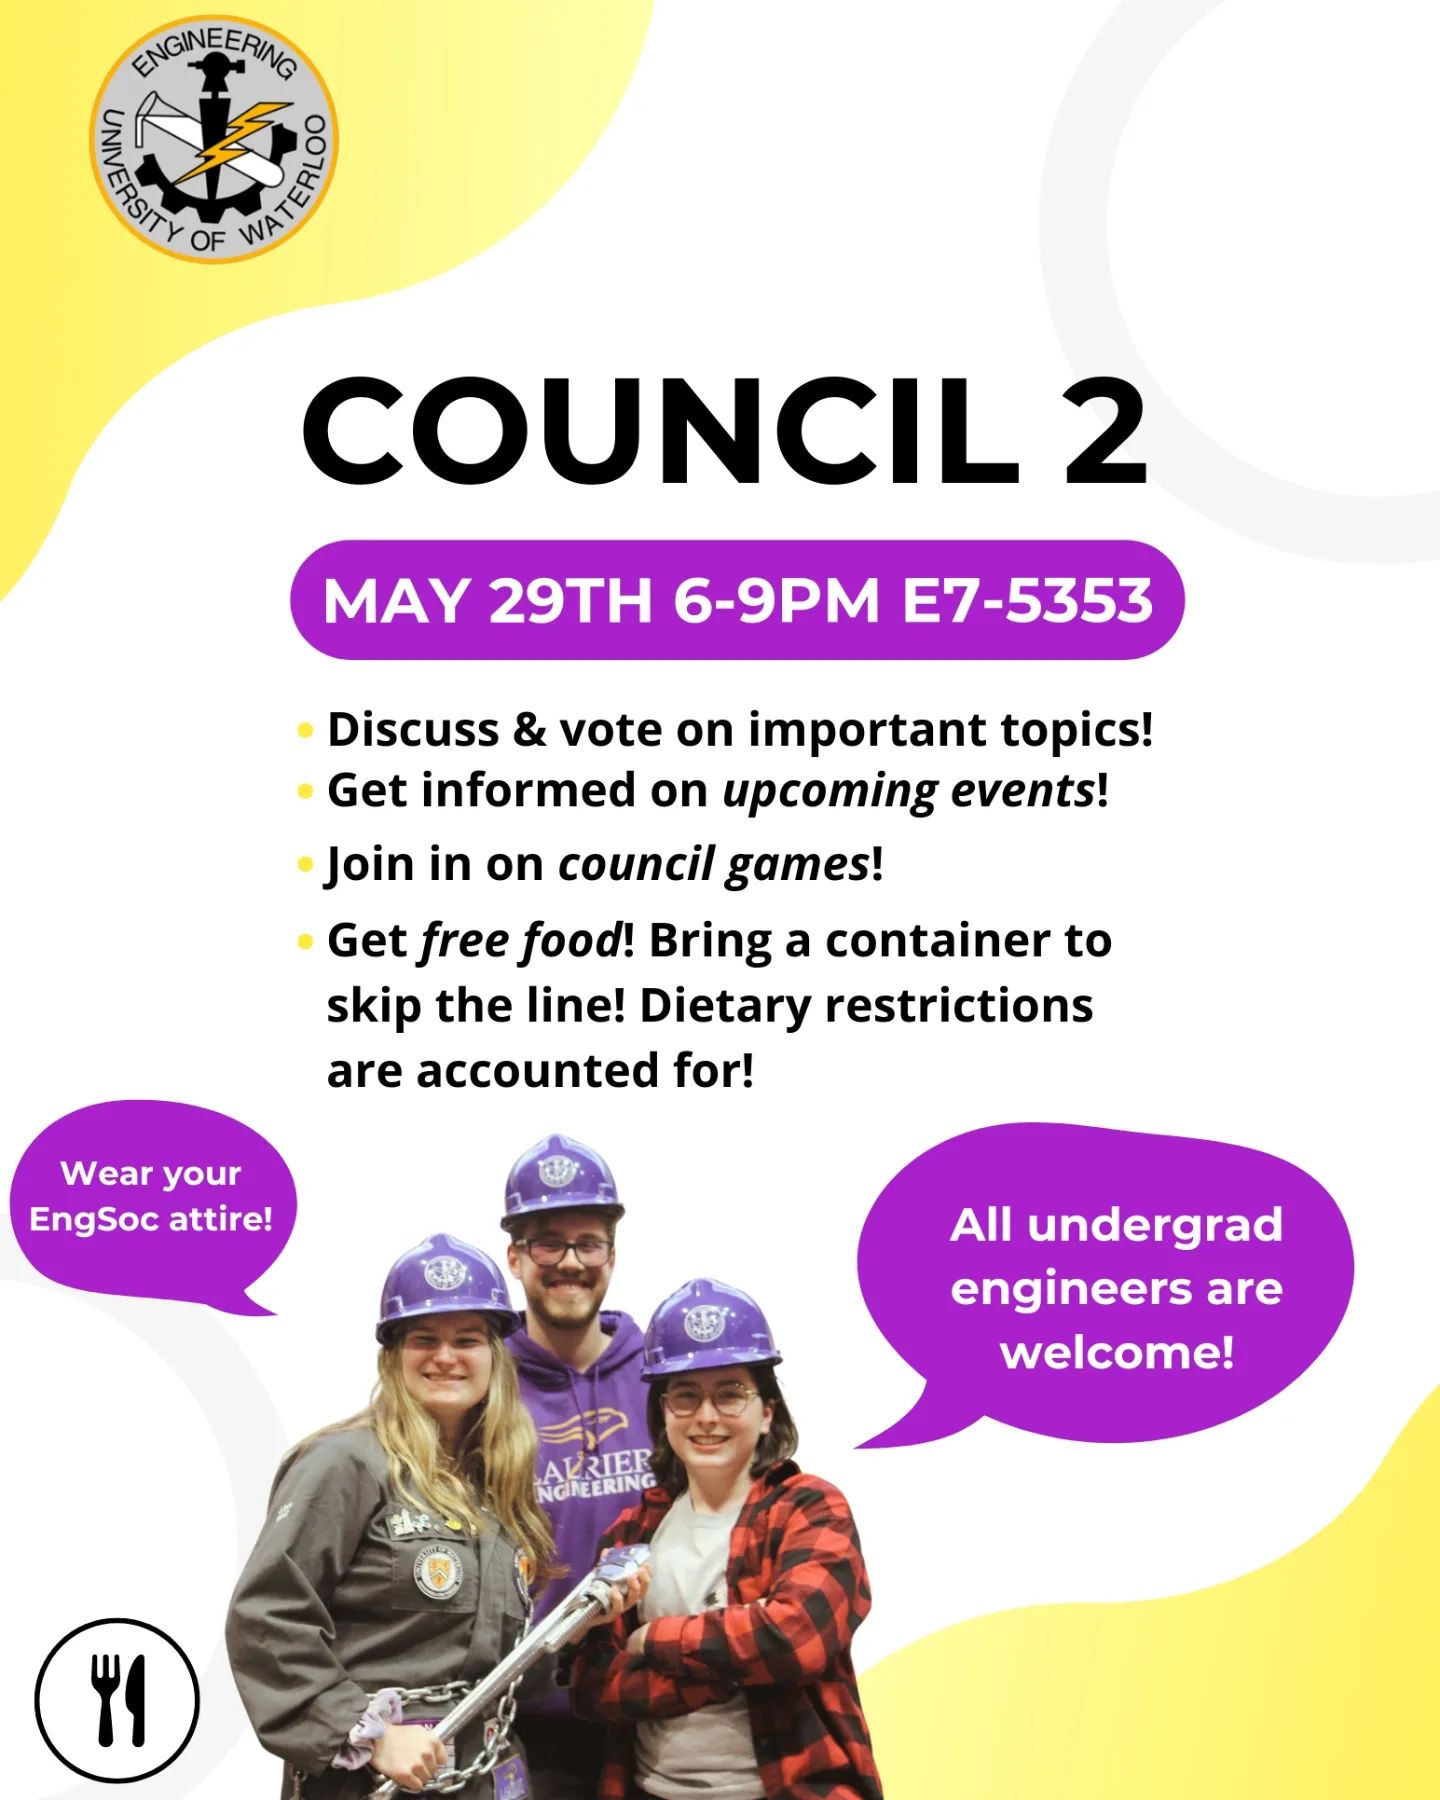 ENGINEERING
UNIVERSITY OF WATERLOO
COUNCIL 2
MAY 29TH 6-9PM E7-5353
• Discuss & vote on important topics!
• Get informed on upcoming events!
• Join in on council games!
• Get free food! Bring a container to
skip the line! Dietary restrictions
are accounted for!
Wear your
EngSoc attire!
All undergrad
engineers are
welcome!
LAURIER
ENGINEERING